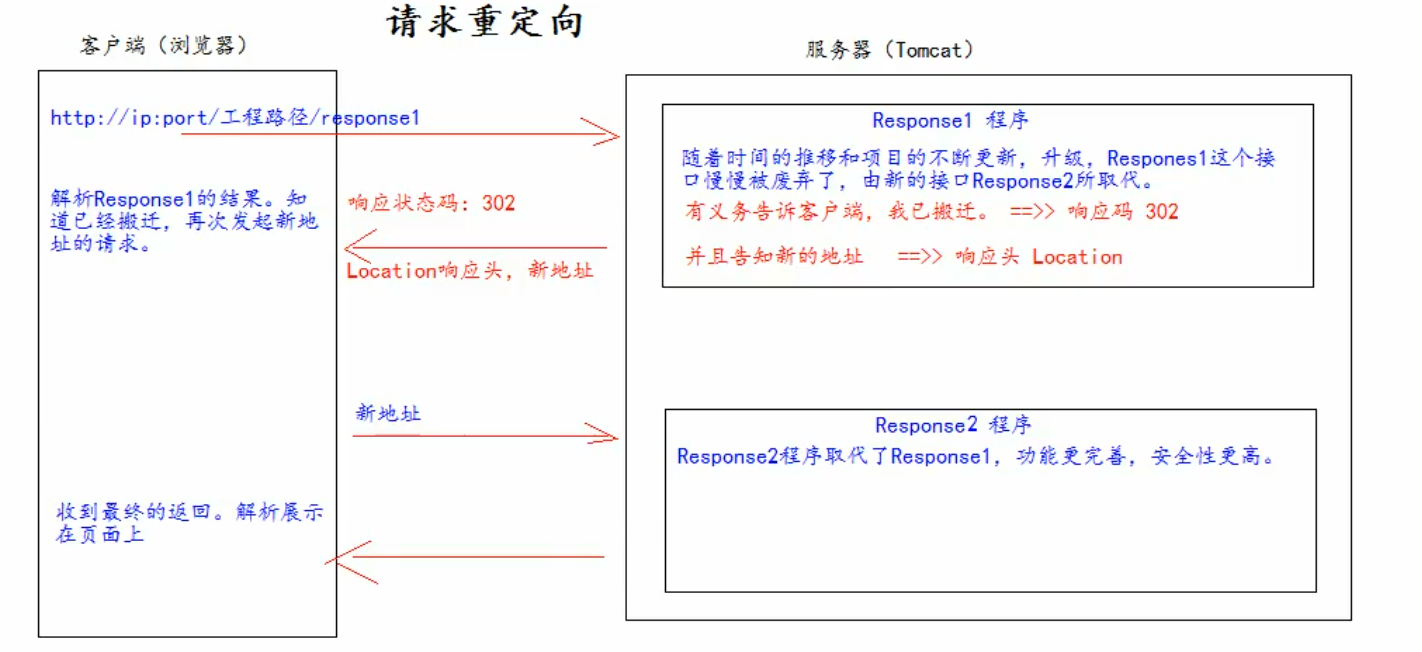 请求重定向
客户端（浏览器）
服务器（Tomcat）
http://ip:port/工程路径/response1
解析Response1的结果。知
道已经搬迁，再次发起新地
址的请求。
响应状态码：302
Location响应头，新地址
Response1 程序
随着时间的推移和项目的不断更新，升级，Respones1这个接
口慢慢被废弃了，由新的接口Response2所取代。
有义务告诉客户端，我已搬迁。 ==>> 响应码 302
并且告知新的地址 ==>> 响应头 Location
新地址
Response2 程序
Response2程序取代了Response1，功能更完善，安全性更高。
收到最终的返回。解析展示
在页面上